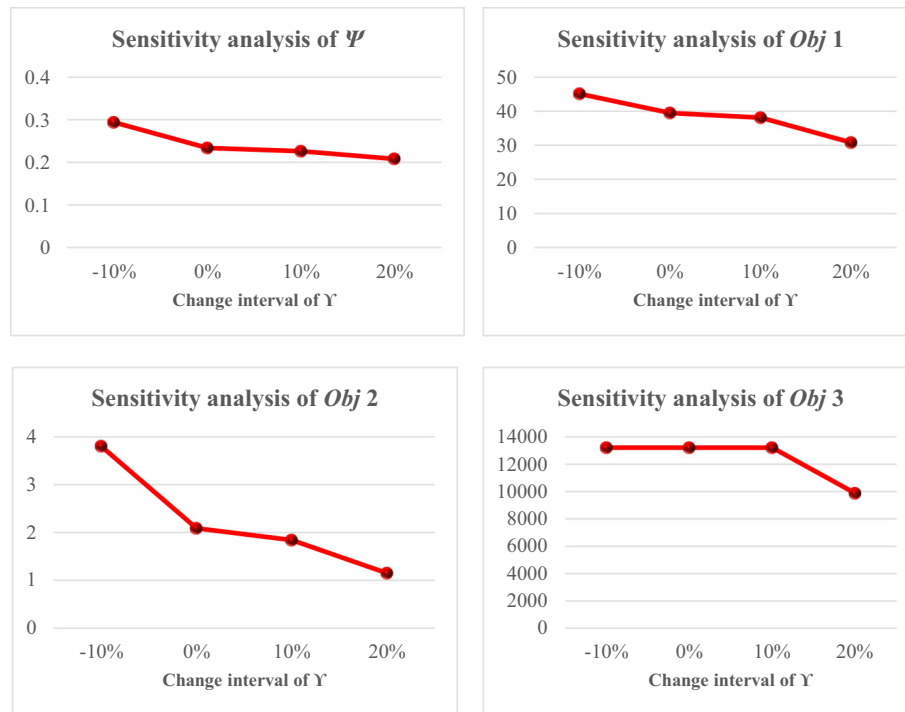 Sensitivity analysis of Ψ
0.4
0.3
0.2
0.1
0
-10% 0% 10% 20%
Change interval of ϒ
Sensitivity analysis of Obj 1
50
40
30
20
10
0
-10% 0% 10% 20%
Change interval of ϒ
Sensitivity analysis of Obj 2
4
3
2
1
0
-10% 0% 10% 20%
Change interval of ϒ
Sensitivity analysis of Obj 3
14000
12000
10000
8000
6000
4000
2000
0
-10% 0% 10% 20%
Change interval of ϒ